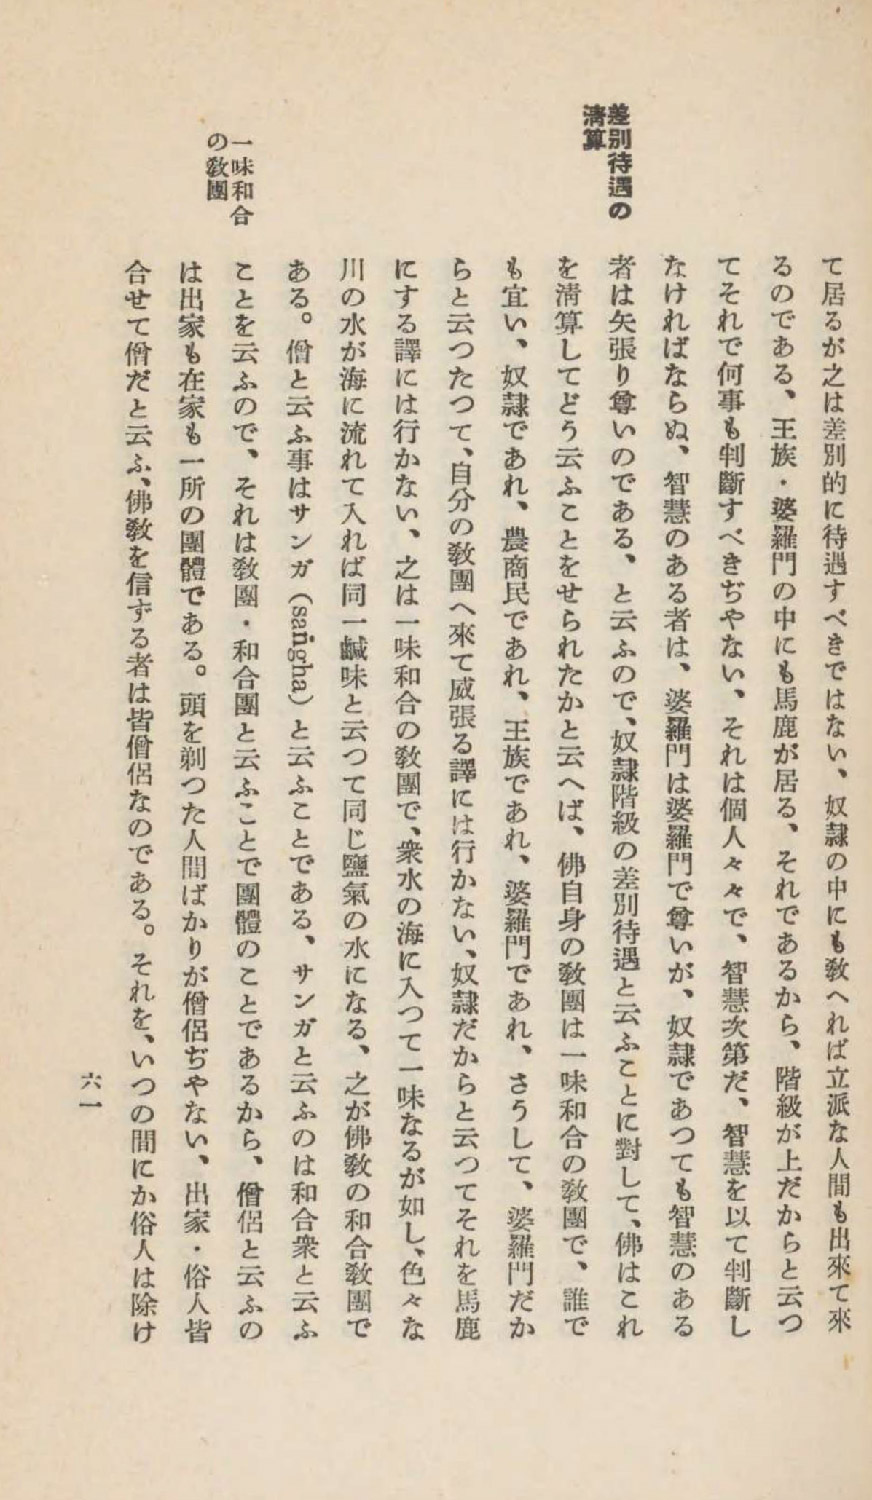 て居るが之は差別的に待遇すべきではない、奴隷の中にも敎へれば立派な人間も出來て來
るのである、王族・婆羅門の中にも馬鹿が居る、それであるから、階級が上だからと云つ
てそれで何事も判斷すべきぢやない、それは個人々々で、智慧次第だ、智慧を以て判斷し
なければならぬ、智慧のある者は、婆羅門は婆羅門で尊いが、奴隷であつても智慧のある
差別待遇の
淸算
者は矢張り尊いのである、と云ふので、奴隷階級の差別待遇と云ふことに對して、佛はこれ
を淸算してどう云ふことをせられたかと云へば、佛自身の敎團は一味和合の敎團で、誰で
も宜い、奴隷であれ、農商民であれ、王族であれ、婆羅門であれ、さうして、婆羅門だか
らと云つたつて、自分の敎團へ來て威張る譯には行かない、奴隷だからと云つてそれを馬鹿
にする譯には行かない、之は一味和合の敎團で、衆水の海に入つて一味なるが如し、色々な
川の水が海に流れて入れば同一鹹味と云つて同じ鹽氣の水になる、之が佛敎の和合敎團で
ある。僧と云ふ事はサンガ（saṅgha）と云ふことである、サンガと云ふのは和合衆と云ふ
一味和合
の敎團
ことを云ふので、それは敎團・和合團と云ふことで團體のことであるから、僧侶と云ふの
は出家も在家も一所の團體である。頭を剃つた人間ばかりが僧侶ぢやない、出家・俗人皆
合せて僧だと云ふ、佛敎を信ずる者は皆僧侶なのである。それを、いつの間にか俗人は除け
六一